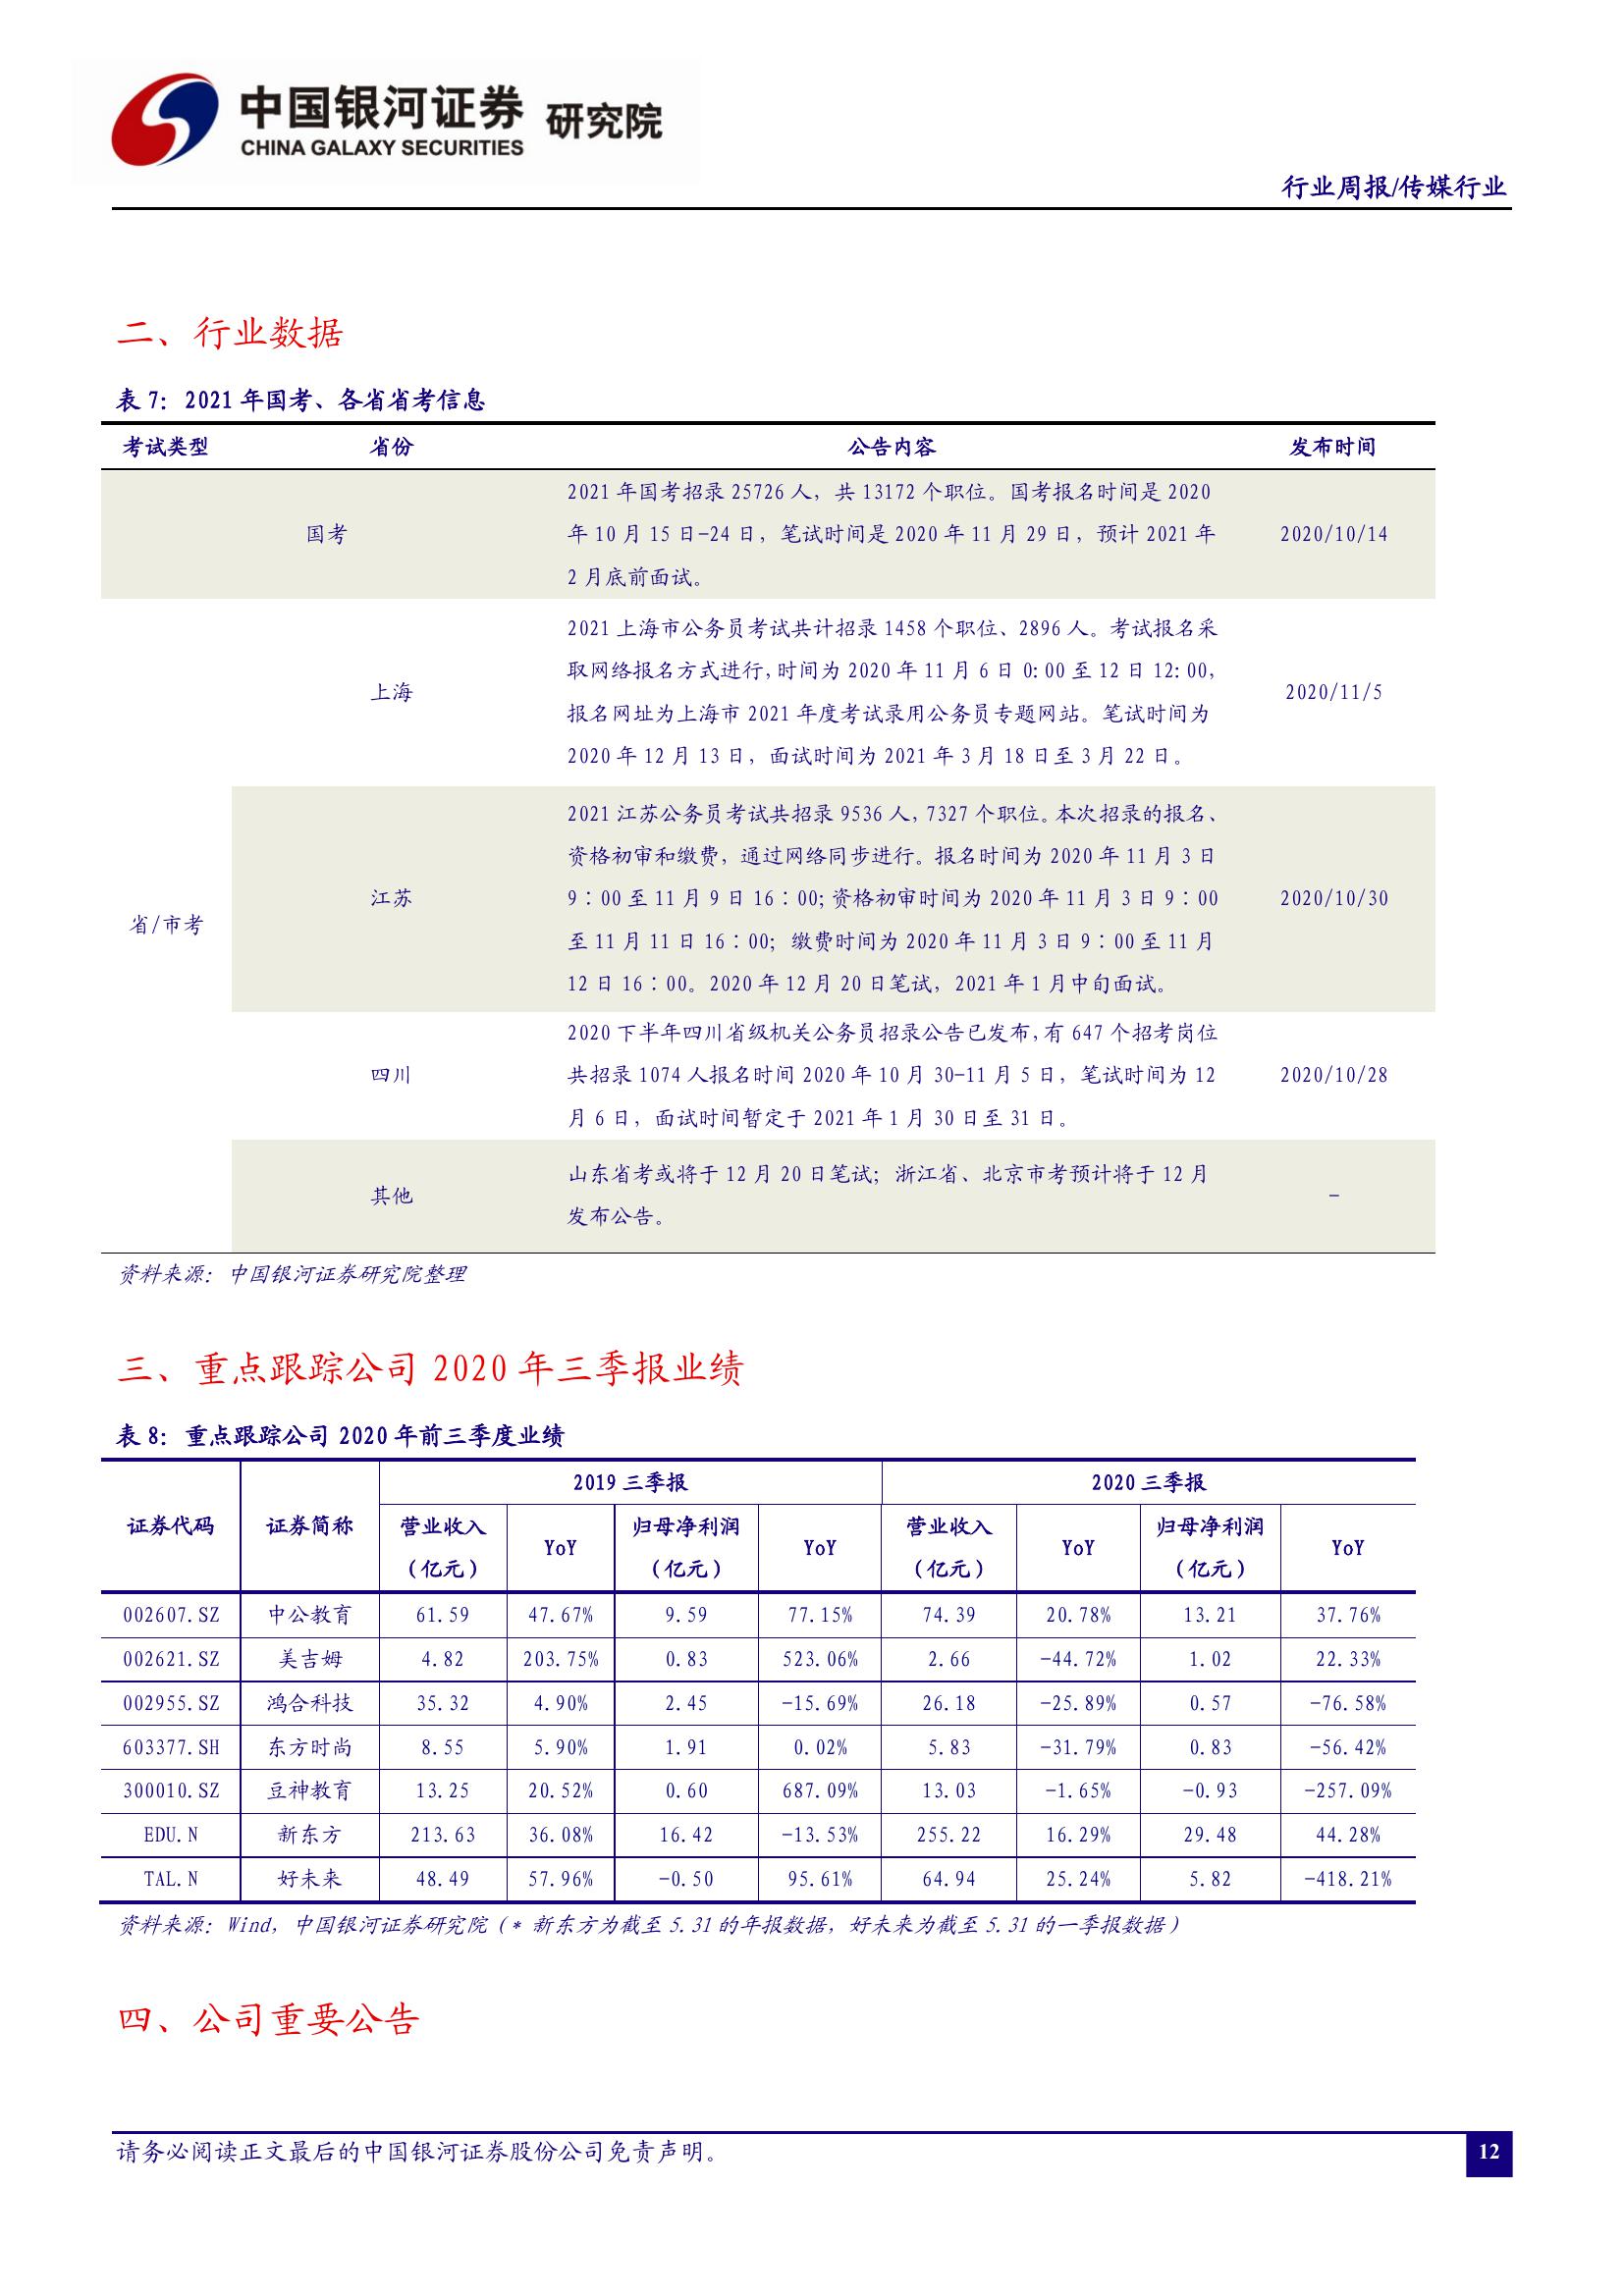 中国银河证券 研究院
CHINA GALAXY SECURITIES
行业周报/传媒行业
二、行业数据
表 7：2021 年国考、各省省考信息
考试类型 省份 公告内容 发布时间
国考
2021 年国考招录 25726 人，共 13172 个职位。国考报名时间是 2020
年 10 月 15 日-24 日，笔试时间是 2020 年 11 月 29 日，预计 2021 年
2 月底前面试。
2020/10/14
省/市考
上海
2021 上海市公务员考试共计招录 1458 个职位、2896 人。考试报名采
取网络报名方式进行,时间为 2020 年 11 月 6 日 0:00 至 12 日 12:00,
报名网址为上海市 2021 年度考试录用公务员专题网站。笔试时间为
2020 年 12 月 13 日，面试时间为 2021 年 3 月 18 日至 3 月 22 日。
2020/11/5
江苏
2021 江苏公务员考试共招录 9536 人,7327 个职位。本次招录的报名、
资格初审和缴费，通过网络同步进行。报名时间为 2020 年 11 月 3 日
9∶00 至 11 月 9 日 16∶00;资格初审时间为 2020 年 11 月 3 日 9∶00
至 11 月 11 日 16∶00；缴费时间为 2020 年 11 月 3 日 9∶00 至 11 月
12 日 16∶00。2020 年 12 月 20 日笔试，2021 年 1 月中旬面试。
2020/10/30
四川
2020 下半年四川省级机关公务员招录公告已发布,有 647 个招考岗位
共招录 1074 人报名时间 2020 年 10 月 30-11 月 5 日，笔试时间为 12
月 6 日，面试时间暂定于 2021 年 1 月 30 日至 31 日。
2020/10/28
其他
山东省考或将于 12 月 20 日笔试；浙江省、北京市考预计将于 12 月
发布公告。
-
资料来源：中国银河证券研究院整理
三、重点跟踪公司 2020 年三季报业绩
表 8：重点跟踪公司 2020 年前三季度业绩
证券代码 证券简称 2019 三季报 2020 三季报
营业收入（亿元） YoY 归母净利润（亿元） YoY 营业收入（亿元） YoY 归母净利润（亿元） YoY
002607.SZ 中公教育 61.59 47.67% 9.59 77.15% 74.39 20.78% 13.21 37.76%
002621.SZ 美吉姆 4.82 203.75% 0.83 523.06% 2.66 -44.72% 1.02 22.33%
002955.SZ 鸿合科技 35.32 4.90% 2.45 -15.69% 26.18 -25.89% 0.57 -76.58%
603377.SH 东方时尚 8.55 5.90% 1.91 0.02% 5.83 -31.79% 0.83 -56.42%
300010.SZ 豆神教育 13.25 20.52% 0.60 687.09% 13.03 -1.65% -0.93 -257.09%
EDU.N 新东方 213.63 36.08% 16.42 -13.53% 255.22 16.29% 29.48 44.28%
TAL.N 好未来 48.49 57.96% -0.50 95.61% 64.94 25.24% 5.82 -418.21%
资料来源：Wind，中国银河证券研究院（* 新东方为截至 5.31 的年报数据，好未来为截至 5.31 的一季报数据）
四、公司重要公告
请务必阅读正文最后的中国银河证券股份公司免责声明。
12